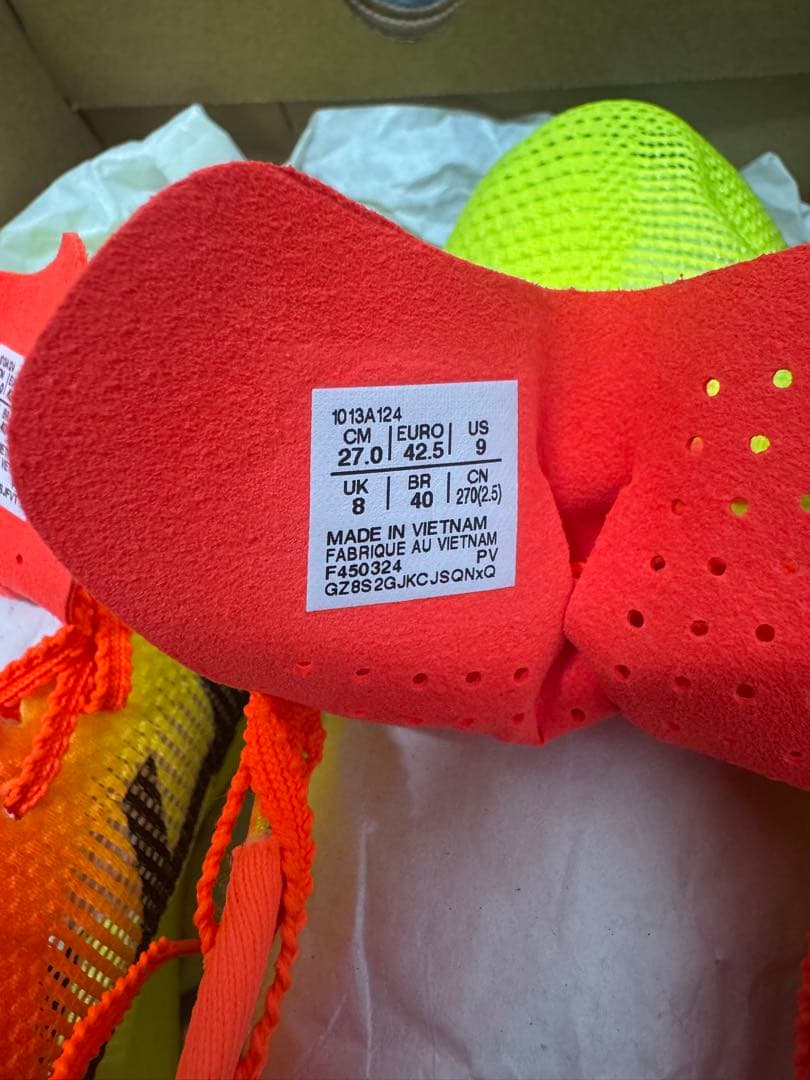 1013A124
CM | EURO | US
27.0 | 42.5 | 9
UK | BR | CN
8 | 40 | 270(2.5)
MADE IN VIETNAM
FABRIQUE AU VIETNAM
F450324 PV
GZ8S2GJKCJSQNxQ